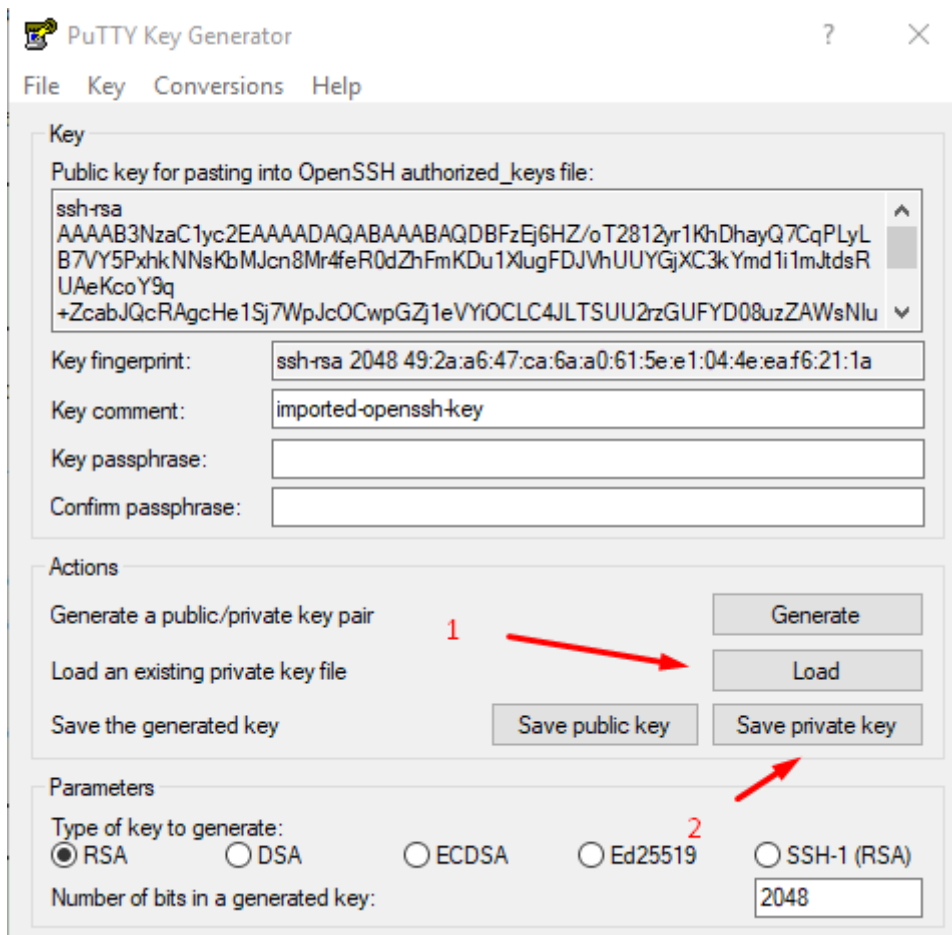 PuTTY Key Generator
File Key Conversions Help
Key
Public key for pasting into OpenSSH authorized_keys file:
ssh-rsa
AAAAB3NzaC1yc2EAAAADAQABAAABAQDBFzEj6HZ/oT2812yr1KhDhayQ7CqPLyL
B7VY5PxhkNNsKbMJcn8Mr4feR0dZhFmKDu1XlugFDJVhUUYGjXC3kYmd1i1mJtdsR
UAeKcoY9q
+ZcabJQcRAgcHe1Sj7WpJcOCwpGZj1eVYiOCLC4JLTSUU2rzGUFYD08uzZAWsNlu
Key fingerprint: ssh-rsa 2048 49:2a:a6:47:ca:6a:a0:61:5e:e1:04:4e:ea:f6:21:1a
Key comment: imported-openssh-key
Key passphrase:
Confirm passphrase:
Actions
Generate a public/private key pair Generate
1
Load an existing private key file Load
Save the generated key Save public key Save private key
Parameters
Type of key to generate:
2
RSA DSA ECDSA Ed25519 SSH-1 (RSA)
Number of bits in a generated key: 2048